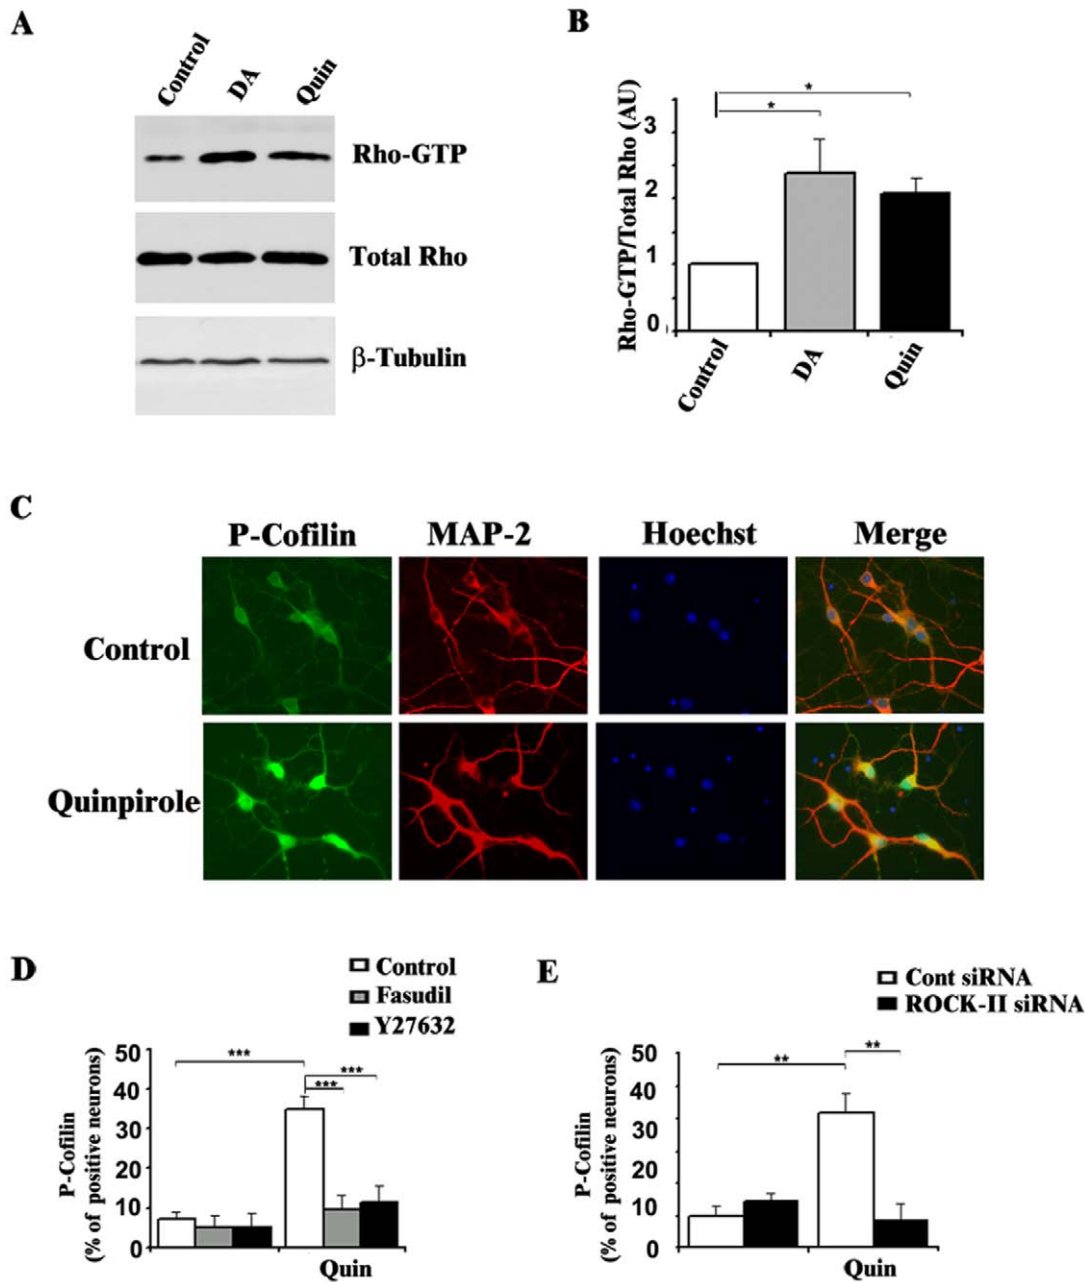 A
Control DA Quin
Rho-GTP
Total Rho
β-Tubulin
B
Rho-GTP/Total Rho (AU)
* 
*
3
2
1
0
Control DA Quin
C
P-Cofilin MAP-2 Hoechst Merge
Control
Quinpirole
D
Control
Fasudil
Y27632
P-Cofilin
(% of positive neurons)
50
40
30
20
10
0
***
***
***
Quin
E
Cont siRNA
ROCK-II siRNA
P-Cofilin
(% of positive neurons)
50
40
30
20
10
0
**
**
Quin